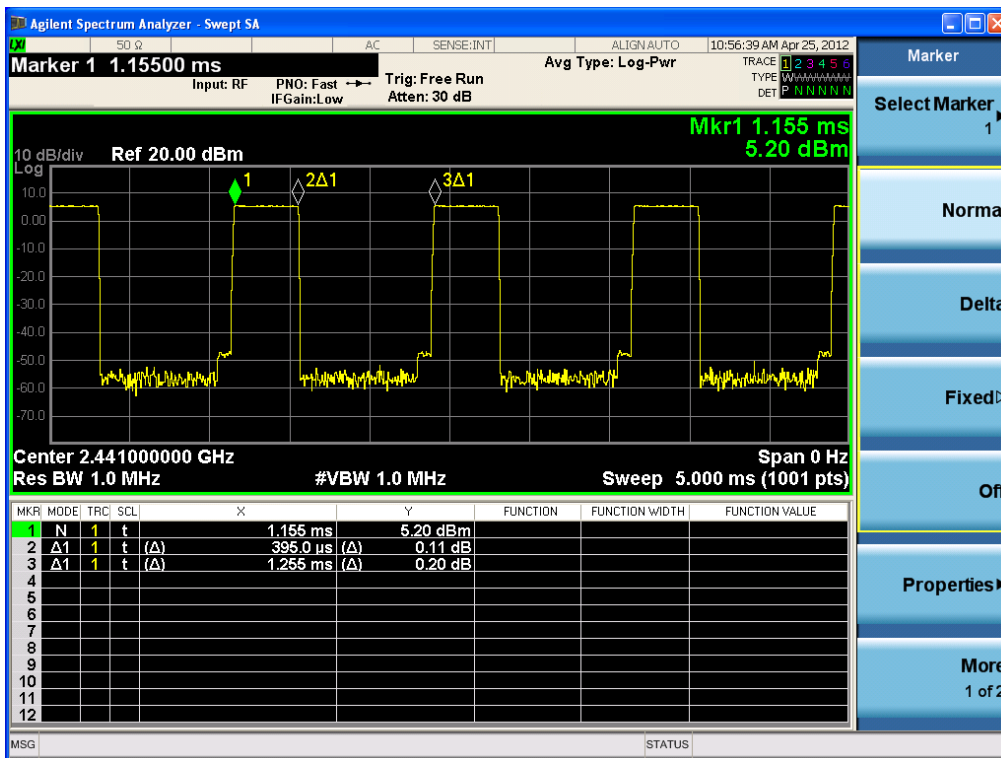 Agilent Spectrum Analyzer - Swept SA
LXI 50 Ω AC SENSE:INT ALIGN AUTO 10:56:39 AM Apr 25, 2012
Marker 1 1.15500 ms
Input: RF PNO: Fast Trig: Free Run Avg Type: Log-Pwr TRACE 1 2 3 4 5 6
IFGain:Low Atten: 30 dB TYPE
DET P N N N N N
Mkr1 1.155 ms
5.20 dBm
10 dB/div Ref 20.00 dBm
Log
1 2Δ1 3Δ1
10.0
0.00
-10.0
-20.0
-30.0
-40.0
-50.0
-60.0
-70.0
Center 2.441000000 GHz Span 0 Hz
Res BW 1.0 MHz #VBW 1.0 MHz Sweep 5.000 ms (1001 pts)
MKR MODE TRC SCL X Y FUNCTION FUNCTION WIDTH FUNCTION VALUE
1 N 1 t 1.155 ms 5.20 dBm
2 Δ1 1 t (Δ) 395.0 µs (Δ) 0.11 dB
3 Δ1 1 t (Δ) 1.255 ms (Δ) 0.20 dB
4
5
6
7
8
9
10
11
12
MSG STATUS
Marker
Select Marker
1
Norma
Delta
Fixed
Off
Properties
More
1 of 2